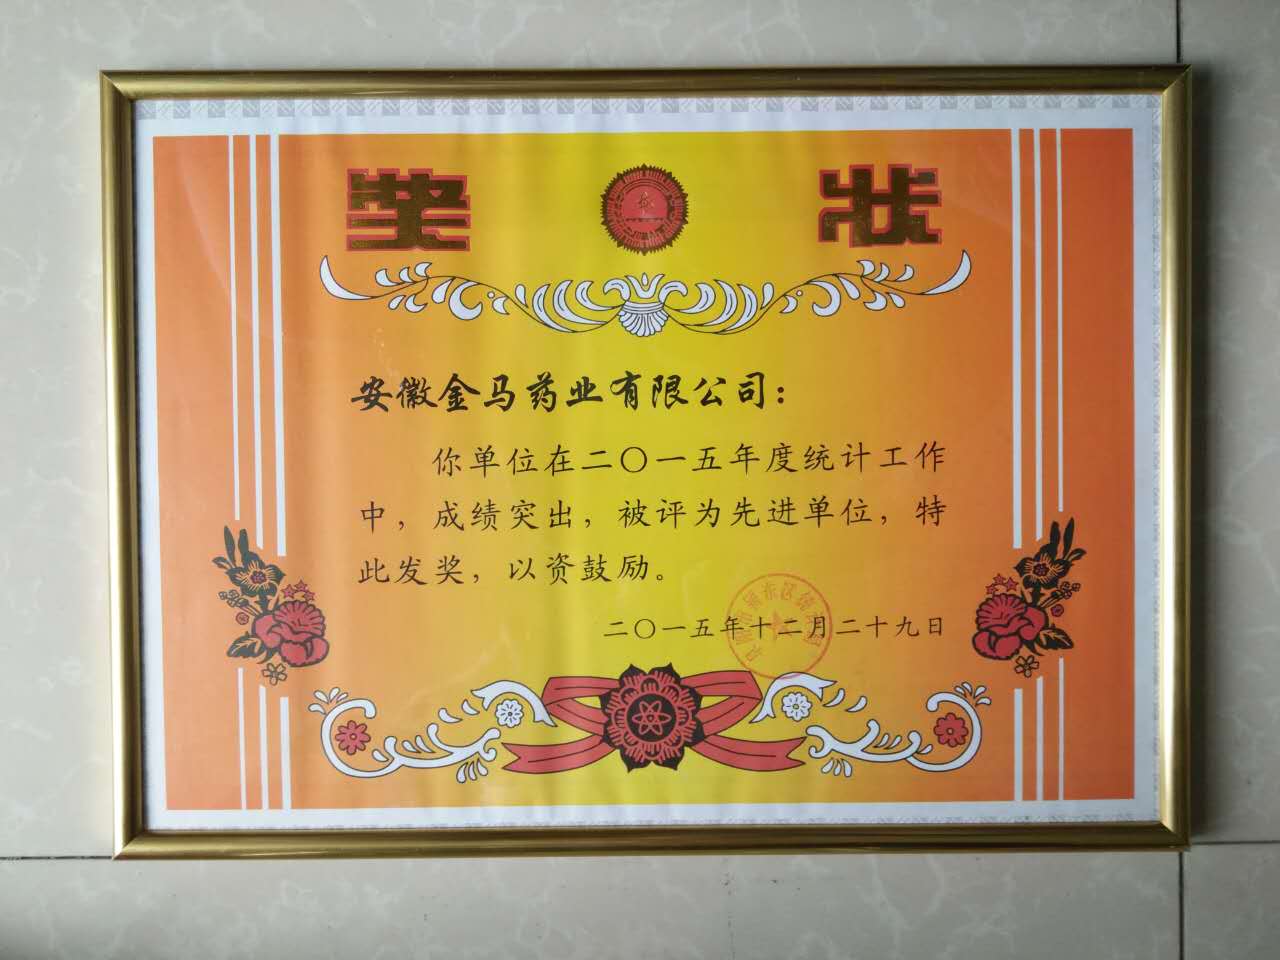 奖状
安徽金马药业有限公司：
你单位在二〇一五年度统计工作
中，成绩突出，被评为先进单位，特
此发奖，以资鼓励。
二〇一五年十二月二十九日